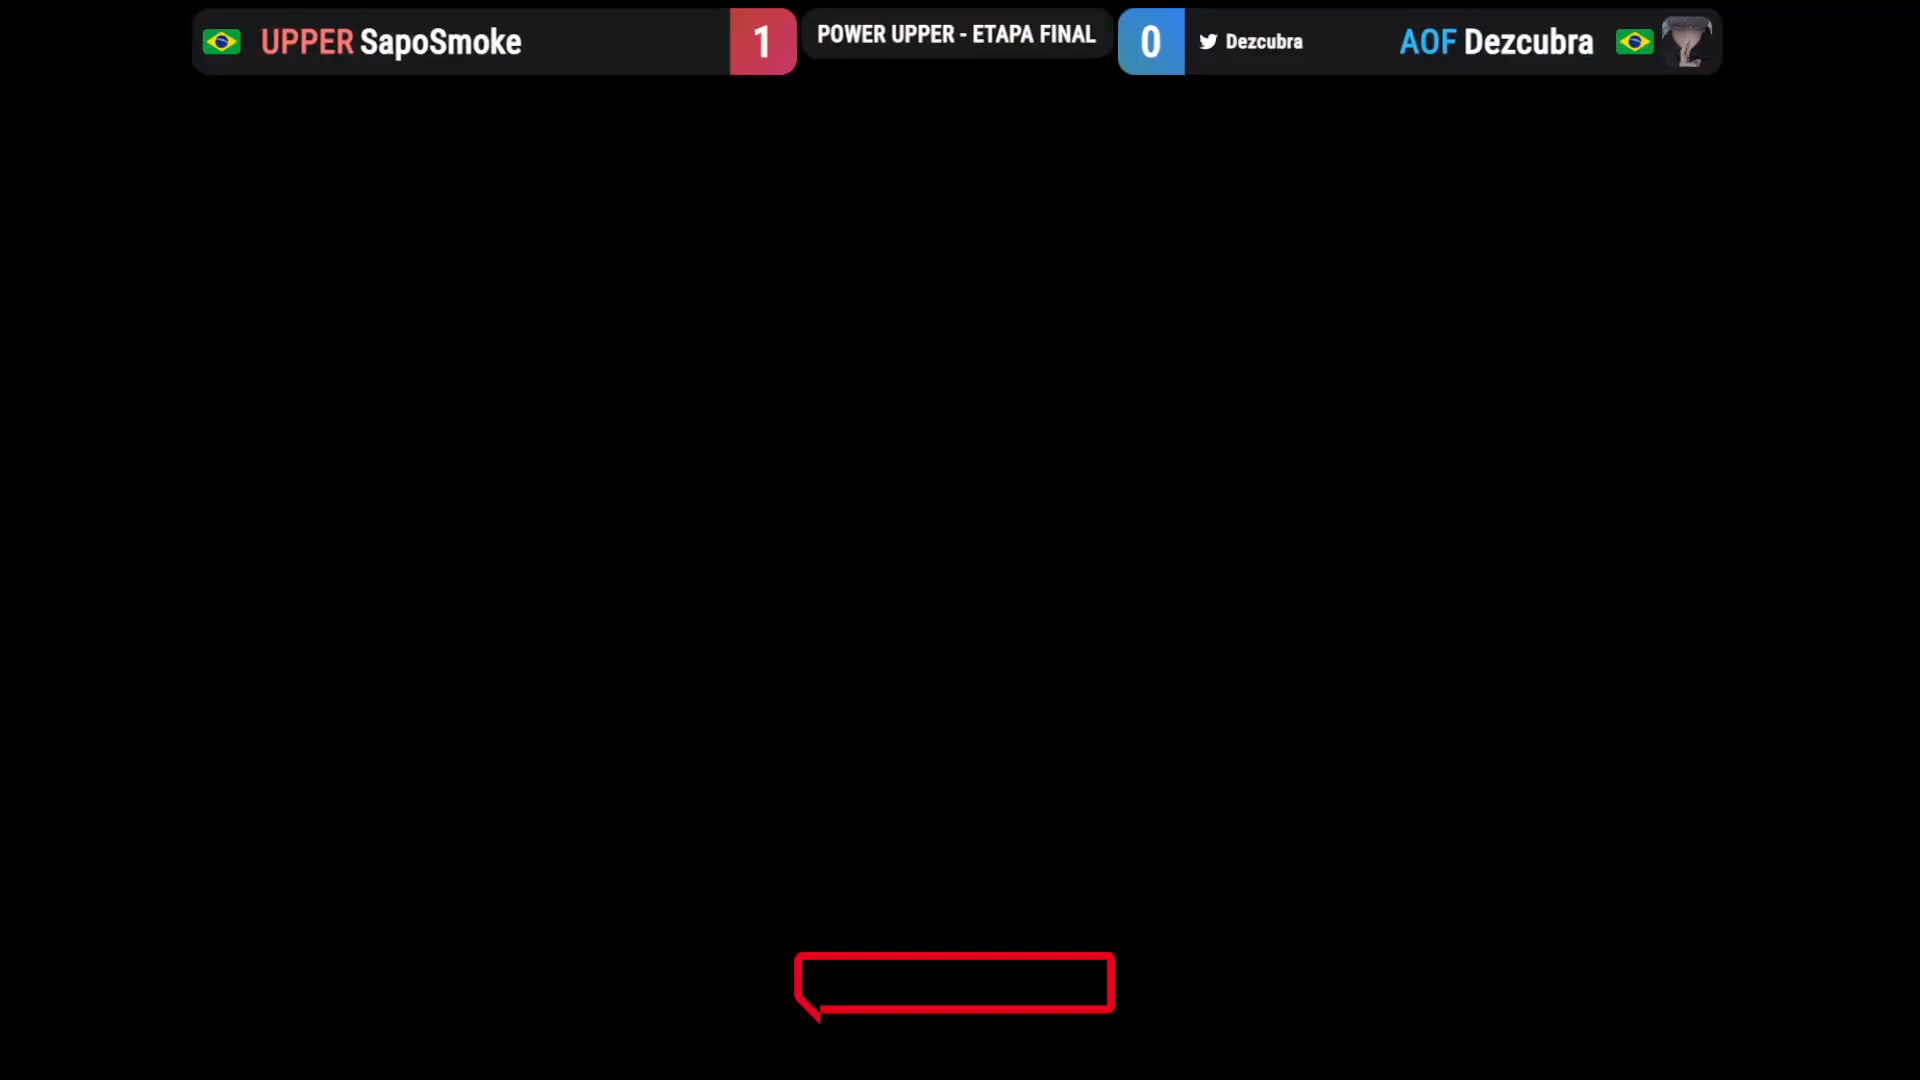 UPPER SapoSmoke 1
POWER UPPER - ETAPA FINAL
0 Dezcubra AOF Dezcubra